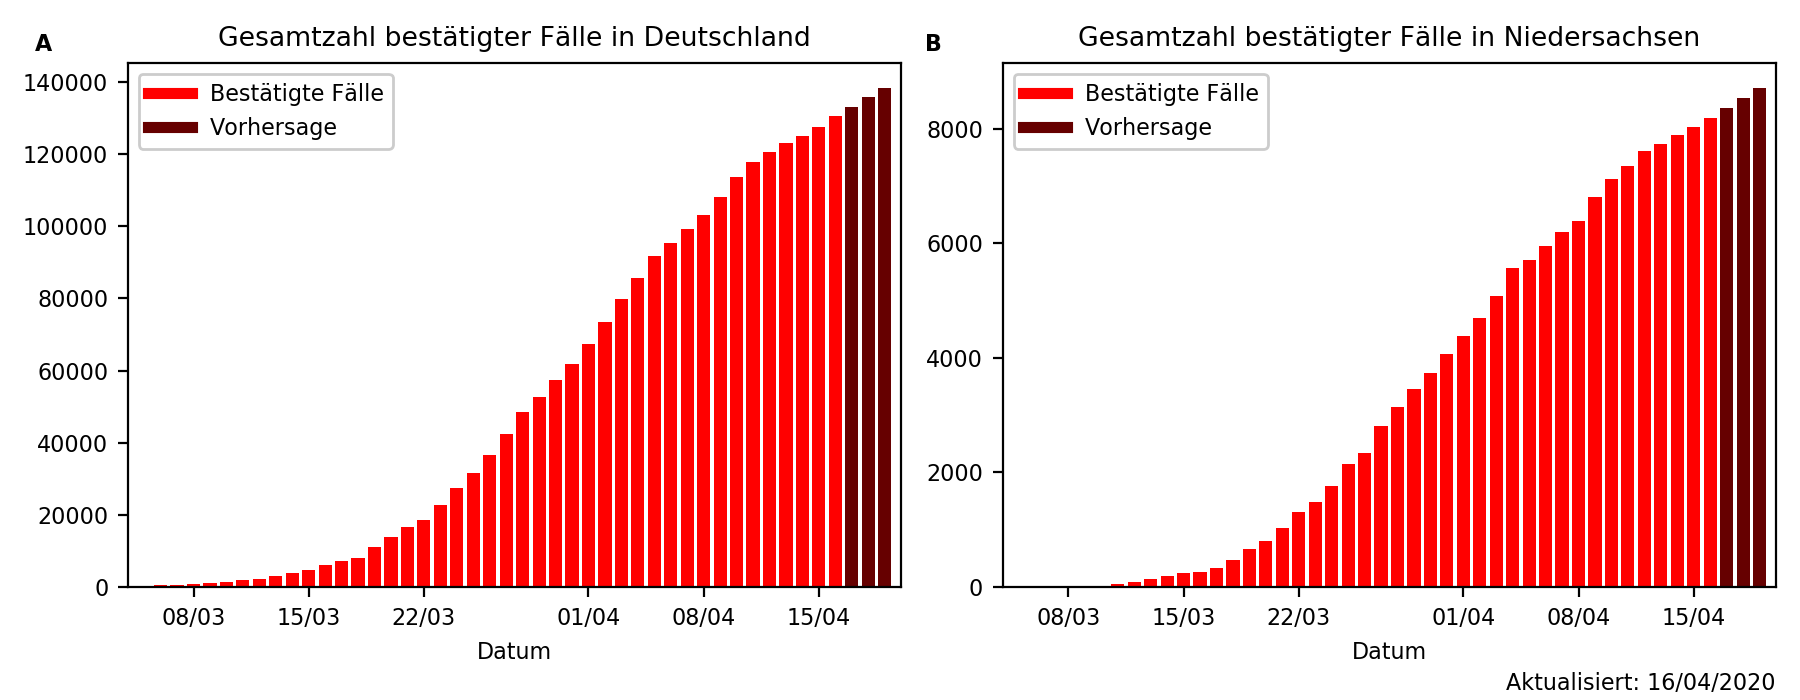 A
Gesamtzahl bestätigter Fälle in Deutschland
Bestätigte Fälle
Vorhersage
140000
120000
100000
80000
60000
40000
20000
0
08/03 15/03 22/03 01/04 08/04 15/04
Datum
B
Gesamtzahl bestätigter Fälle in Niedersachsen
Bestätigte Fälle
Vorhersage
8000
6000
4000
2000
0
08/03 15/03 22/03 01/04 08/04 15/04
Datum
Aktualisiert: 16/04/2020